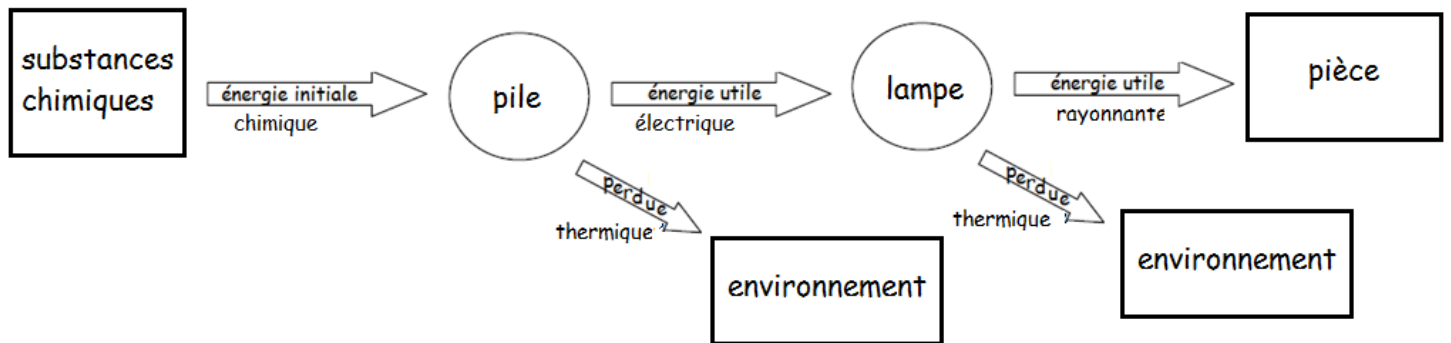 substances
chimiques
énergie initiale
chimique
pile
énergie utile
électrique
perdue
thermique
environnement
lampe
énergie utile
rayonnante
perdue
thermique
environnement
pièce